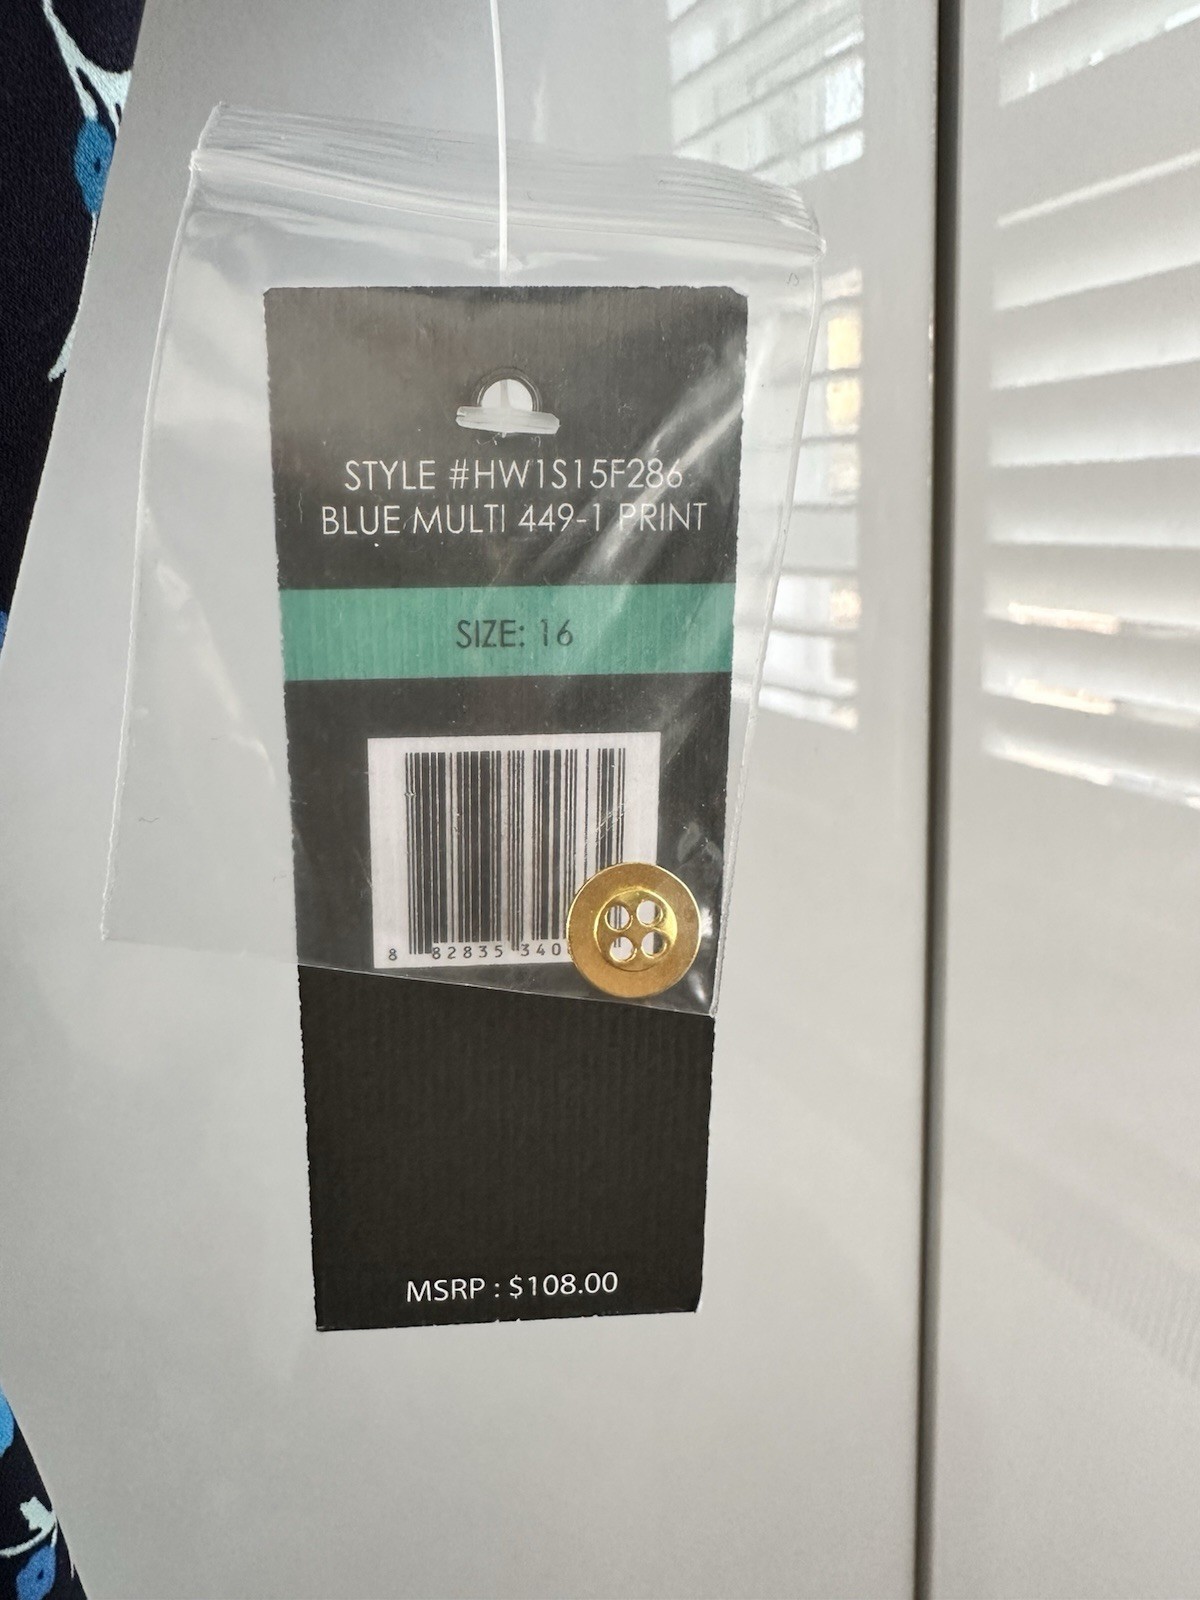 STYLE #HW1S15F286
BLUE MULTI 449-1 PRINT
SIZE: 16
8 82835 340
MSRP : $108.00